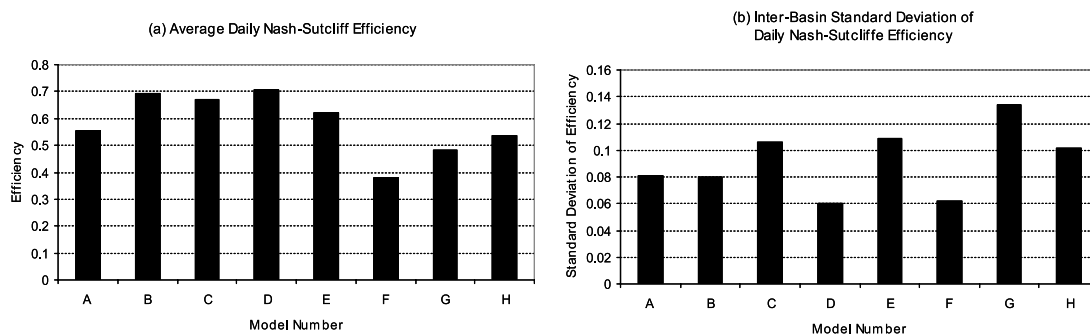 (a) Average Daily Nash-Sutcliff Efficiency
Efficiency
0.8
0.7
0.6
0.5
0.4
0.3
0.2
0.1
0
A B C D E F G H
Model Number
(b) Inter-Basin Standard Deviation of
Daily Nash-Sutcliffe Efficiency
Standard Deviation of Efficiency
0.16
0.14
0.12
0.1
0.08
0.06
0.04
0.02
0
A B C D E F G H
Model Number